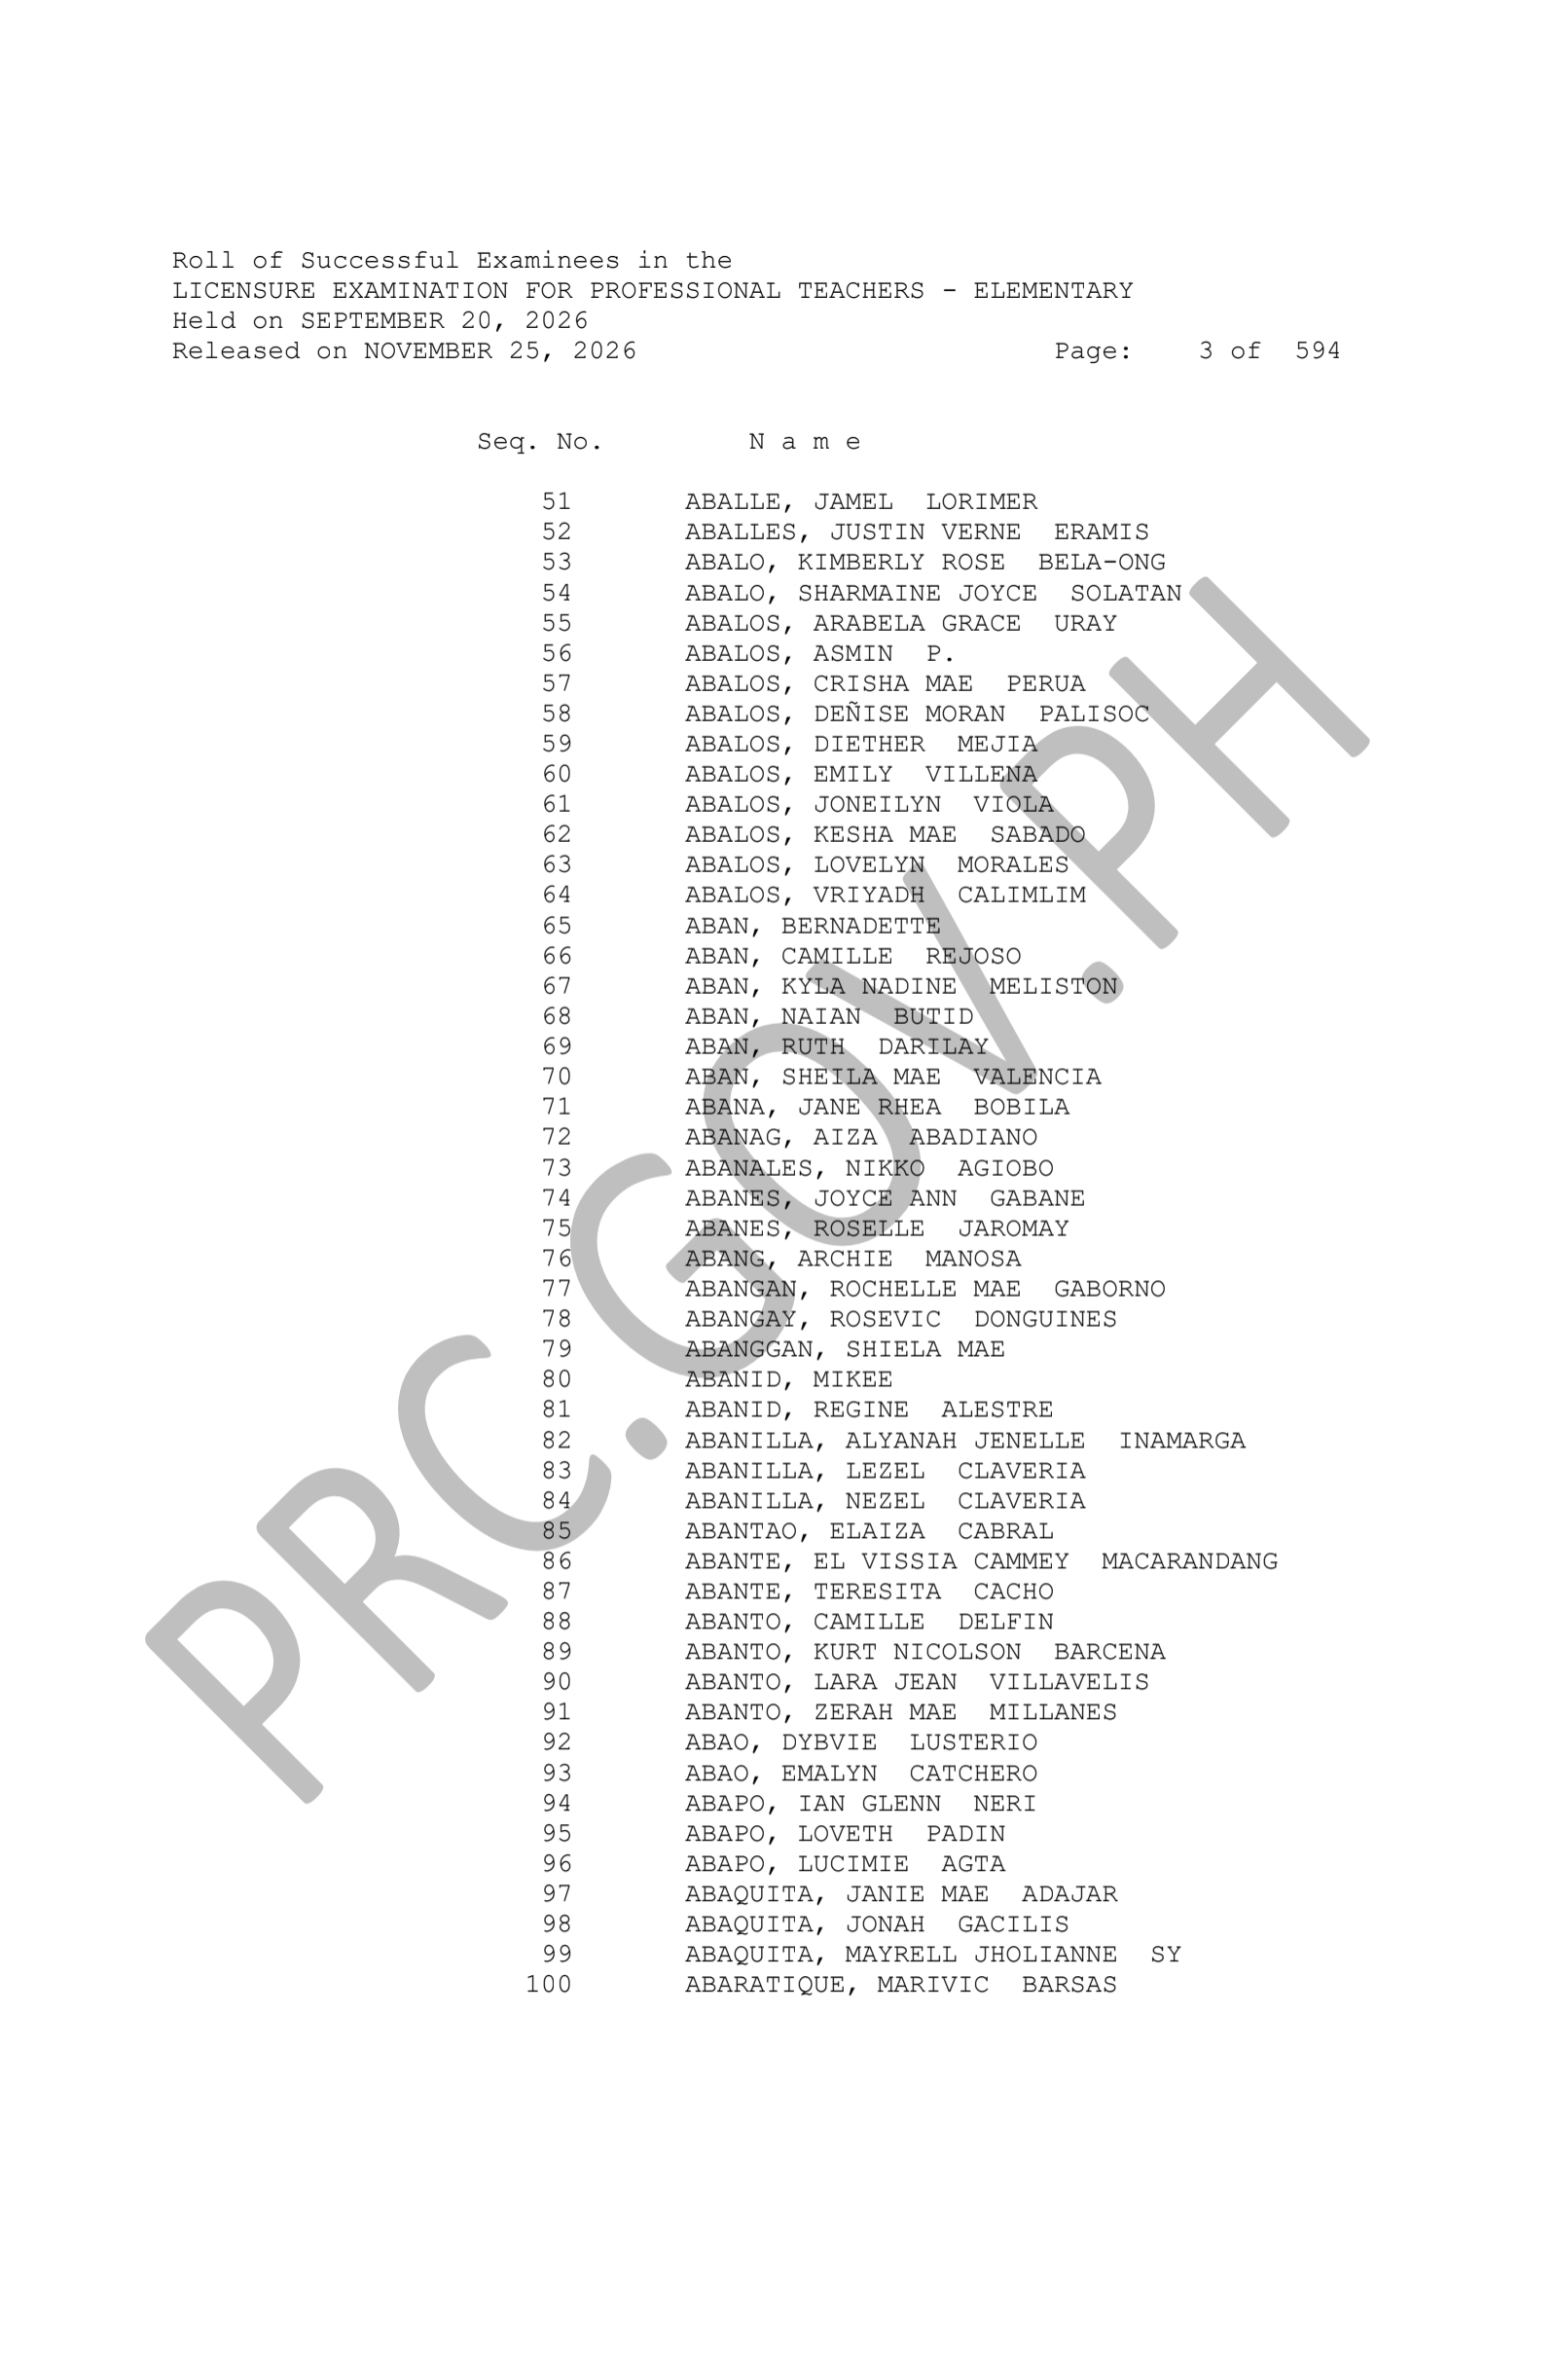 Roll of Successful Examinees in the
LICENSURE EXAMINATION FOR PROFESSIONAL TEACHERS - ELEMENTARY
Held on SEPTEMBER 20, 2026
Released on NOVEMBER 25, 2026 Page: 3 of 594
Seq. No. N a m e
51 ABALLE, JAMEL LORIMER
52 ABALLES, JUSTIN VERNE ERAMIS
53 ABALO, KIMBERLY ROSE BELA-ONG
54 ABALO, SHARMAINE JOYCE SOLATAN
55 ABALOS, ARABELA GRACE URAY
56 ABALOS, ASMIN P.
57 ABALOS, CRISHA MAE PERUA
58 ABALOS, DEÑISE MORAN PALISOC
59 ABALOS, DIETHER MEJIA
60 ABALOS, EMILY VILLENA
61 ABALOS, JONEILYN VIOLA
62 ABALOS, KESHA MAE SABADO
63 ABALOS, LOVELYN MORALES
64 ABALOS, VRIYADH CALIMLIM
65 ABAN, BERNADETTE
66 ABAN, CAMILLE REJOSO
67 ABAN, KYLA NADINE MELISTON
68 ABAN, NAIAN BUTID
69 ABAN, RUTH DARILAY
70 ABAN, SHEILA MAE VALENCIA
71 ABANA, JANE RHEA BOBILA
72 ABANAG, AIZA ABADIANO
73 ABANALES, NIKKO AGIOBO
74 ABANES, JOYCE ANN GABANE
75 ABANES, ROSELLE JAROMAY
76 ABANG, ARCHIE MANOSA
77 ABANGAN, ROCHELLE MAE GABORNO
78 ABANGAY, ROSEVIC DONGUINES
79 ABANGGAN, SHIELA MAE
80 ABANID, MIKEE
81 ABANID, REGINE ALESTRE
82 ABANILLA, ALYANAH JENELLE INAMARGA
83 ABANILLA, LEZEL CLAVERIA
84 ABANILLA, NEZEL CLAVERIA
85 ABANTAO, ELAIZA CABRAL
86 ABANTE, EL VISSIA CAMMEY MACARANDANG
87 ABANTE, TERESITA CACHO
88 ABANTO, CAMILLE DELFIN
89 ABANTO, KURT NICOLSON BARCENA
90 ABANTO, LARA JEAN VILLAVELIS
91 ABANTO, ZERAH MAE MILLANES
92 ABAO, DYBVIE LUSTERIO
93 ABAO, EMALYN CATCHERO
94 ABAPO, IAN GLENN NERI
95 ABAPO, LOVETH PADIN
96 ABAPO, LUCIMIE AGTA
97 ABAQUITA, JANIE MAE ADAJAR
98 ABAQUITA, JONAH GACILIS
99 ABAQUITA, MAYRELL JHOLIANNE SY
100 ABARATIQUE, MARIVIC BARSAS
PRC.GOV.PH